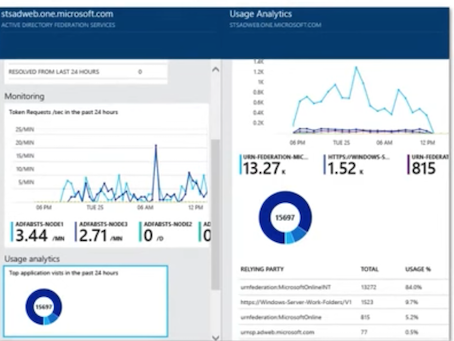 stsadweb.one.microsoft.com
ACTIVE DIRECTORY FEDERATION SERVICES
RESOLVED FROM LAST 24 HOURS 0
Monitoring
Token Requests /sec in the past 24 hours
25/MIN
20/MIN
15/MIN
10/MIN
5/MIN
06 PM TUE 25 06 AM 12 PM
ADFABSTS-NODE1 ADFABSTS-NODE3 ADFABSTS-NODE2
3.44 /MIN 2.71 /MIN 0 /D
Usage analytics
Top application visits in the past 24 hours
15697
Usage Analytics
STSADWEB.ONE.MICROSOFT.COM
1.4K
1.2K
1K
0.8K
0.6K
0.4K
0.2K
06 PM TUE 25 06 AM 12 PM
URN-FEDERATION-MIC... HTTPS://WINDOWS-S... URN-FEDERAT
13.27 K 1.52 K 815
15697
RELYING PARTY TOTAL USAGE %
urn:federation:MicrosoftOnlineINT 13272 84.0%
https://Windows-Server-Work-Folders/V1 1523 9.7%
urn:federation:MicrosoftOnline 815 5.2%
urn:sp.adweb.microsoft.com 77 0.5%